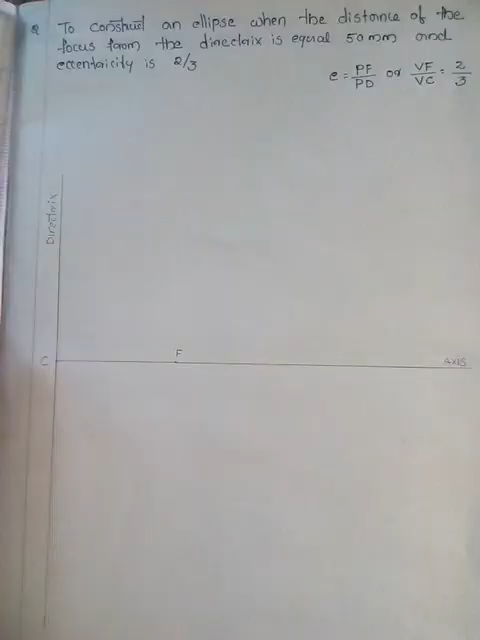 Q To construct an ellipse when the distance of the
focus from the directrix is equal 50mm and
eccentricity is 2/3
e = PF/PD or VF/VC = 2/3
Directrix
C
F
AXIS